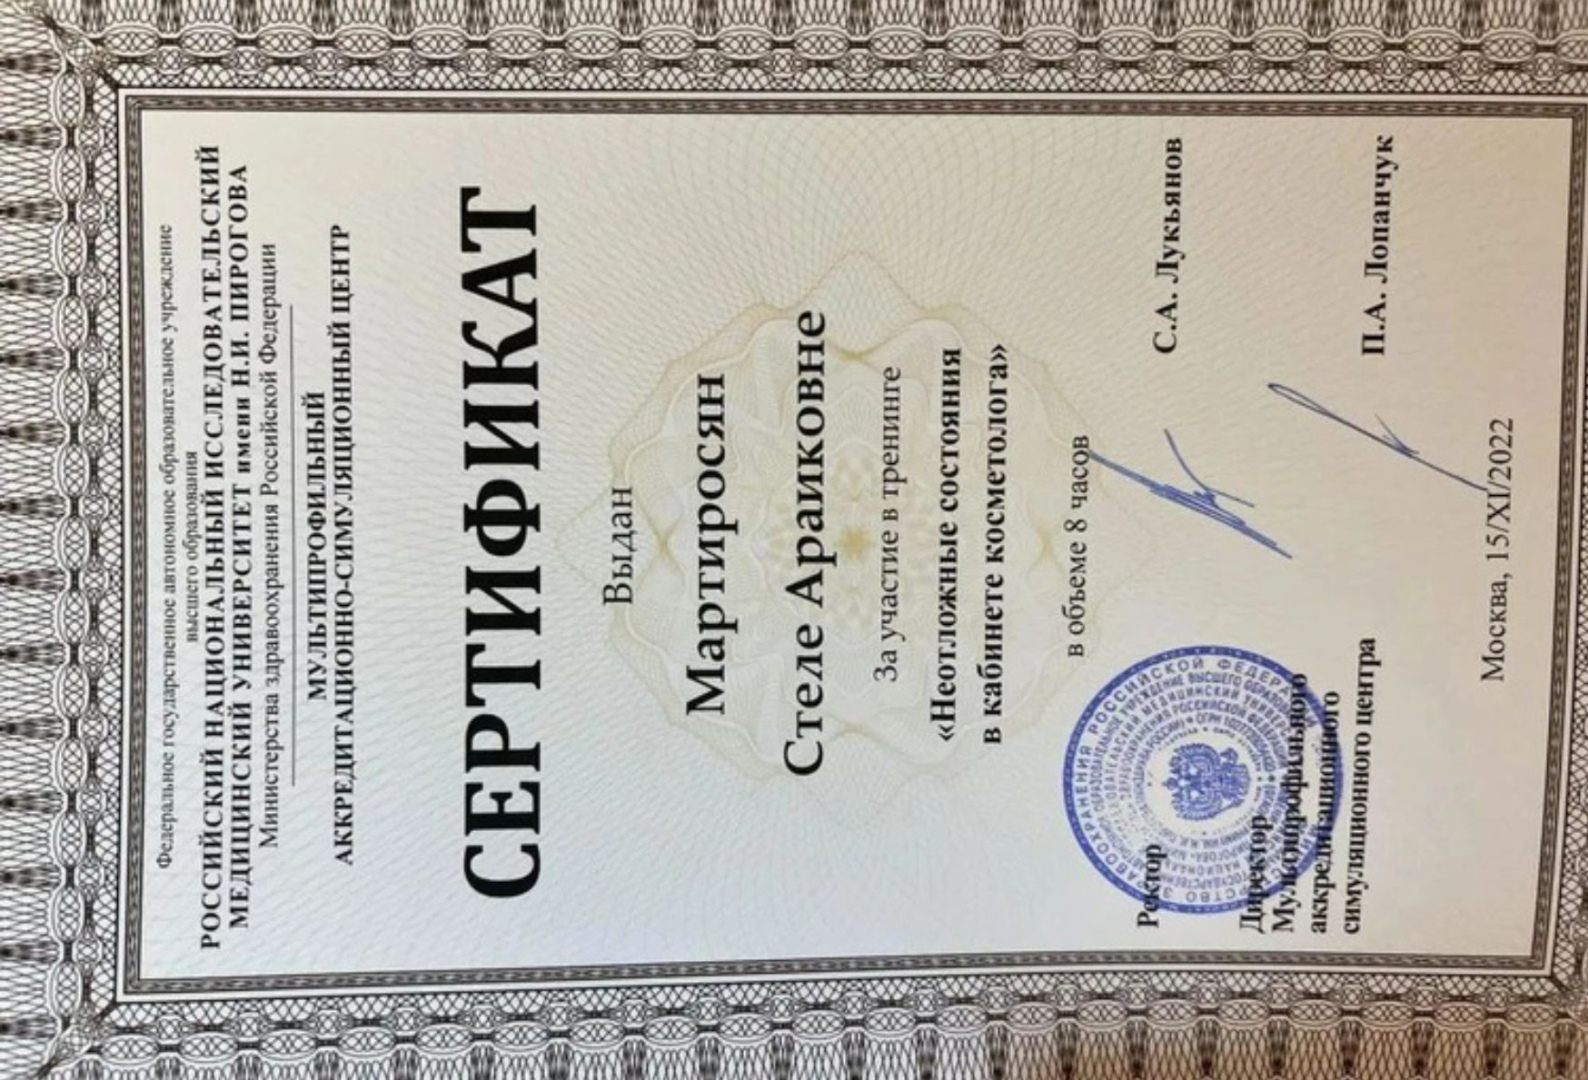 Федеральное государственное автономное образовательное учреждение
высшего образования
РОССИЙСКИЙ НАЦИОНАЛЬНЫЙ ИССЛЕДОВАТЕЛЬСКИЙ
МЕДИЦИНСКИЙ УНИВЕРСИТЕТ имени Н.И. ПИРОГОВА
Министерства здравоохранения Российской Федерации
МУЛЬТИПРОФИЛЬНЫЙ
АККРЕДИТАЦИОННО-СИМУЛЯЦИОННЫЙ ЦЕНТР
СЕРТИФИКАТ
Выдан
Мартиросян
Стеле Араиковне
За участие в тренинге
«Неотложные состояния
в кабинете косметолога»
в объеме 8 часов
Ректор
С.А. Лукьянов
Директор
Мультипрофильного
аккредитационного
симуляционного центра
П.А. Лопанчук
Москва, 15/XI/2022